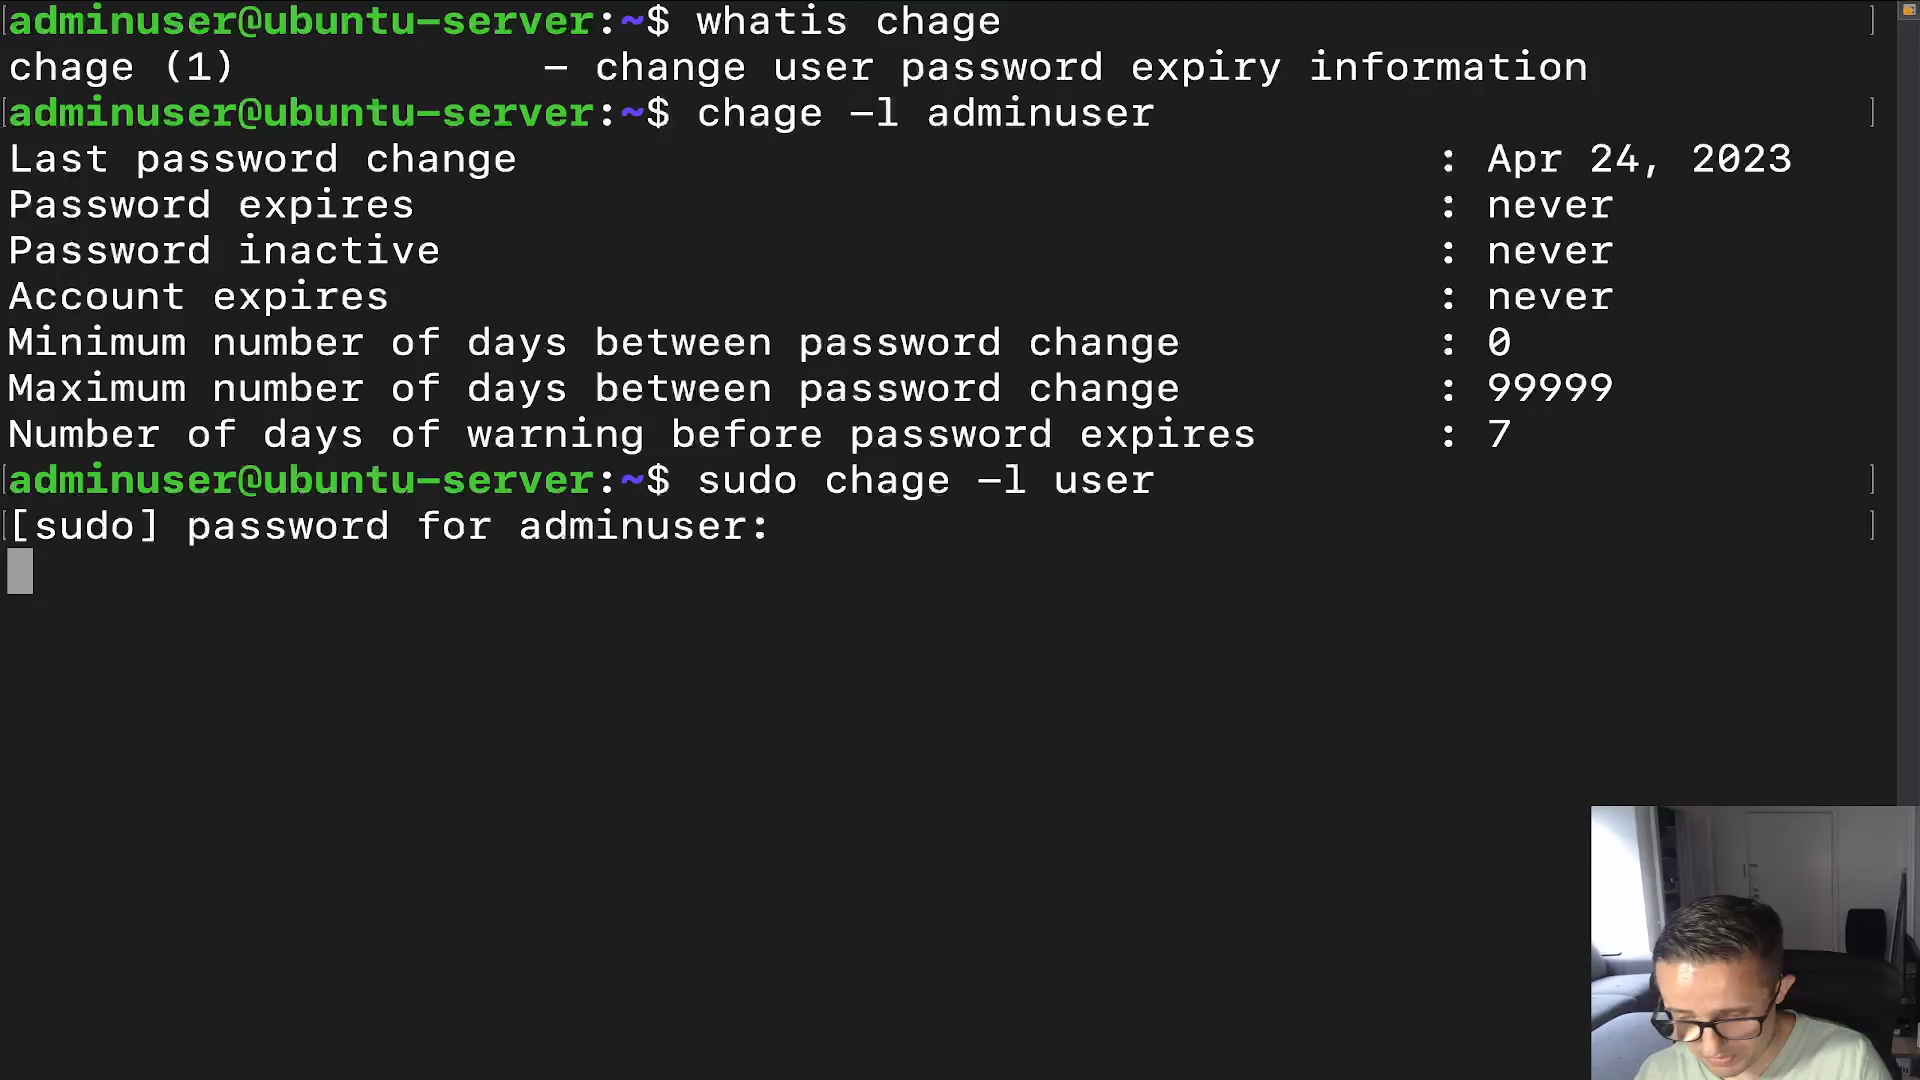 adminuser@ubuntu-server:~$ whatis chage
chage (1)            - change user password expiry information
adminuser@ubuntu-server:~$ chage -l adminuser
Last password change                                    : Apr 24, 2023
Password expires                                        : never
Password inactive                                       : never
Account expires                                         : never
Minimum number of days between password change          : 0
Maximum number of days between password change          : 99999
Number of days of warning before password expires       : 7
adminuser@ubuntu-server:~$ sudo chage -l user
[sudo] password for adminuser: